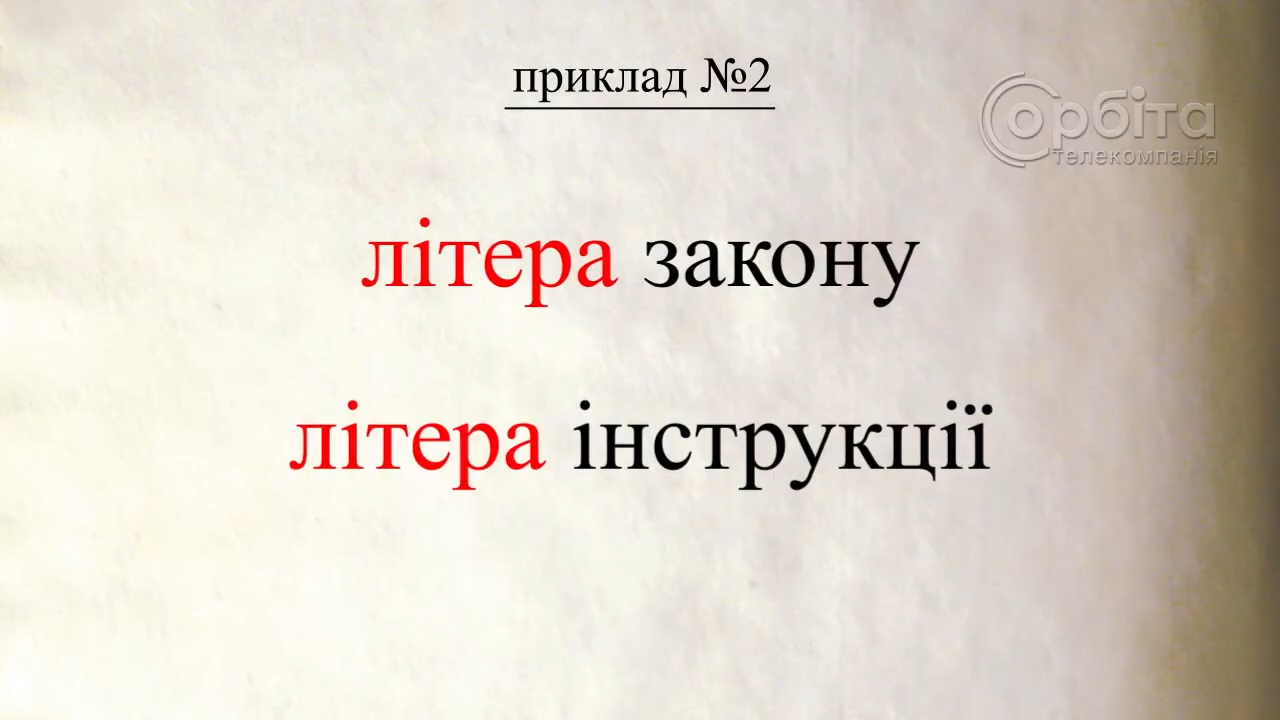 приклад №2
орбіта
телекомпанія
літера закону
літера інструкції